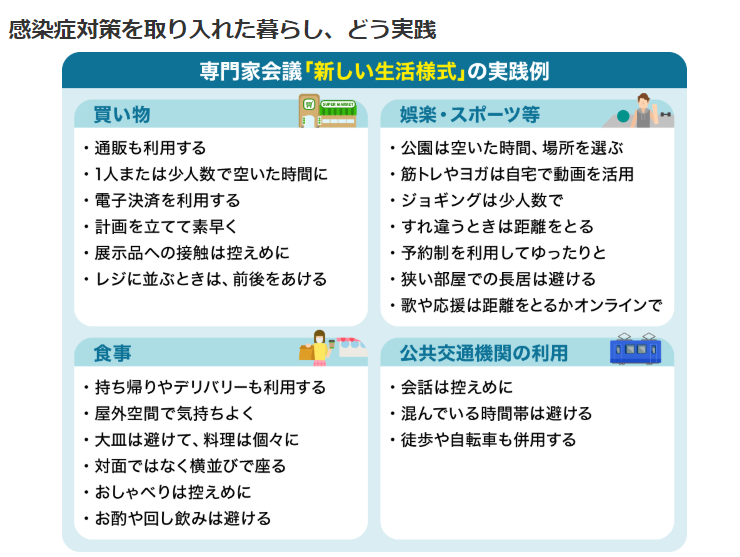 感染症対策を取り入れた暮らし、どう実践
専門家会議「新しい生活様式」の実践例
買い物
SUPER MARKET
・通販も利用する
・1人または少人数で空いた時間に
・電子決済を利用する
・計画を立てて素早く
・展示品への接触は控えめに
・レジに並ぶときは、前後をあける
娯楽・スポーツ等
・公園は空いた時間、場所を選ぶ
・筋トレやヨガは自宅で動画を活用
・ジョギングは少人数で
・すれ違うときは距離をとる
・予約制を利用してゆったりと
・狭い部屋での長居は避ける
・歌や応援は距離をとるかオンラインで
食事
・持ち帰りやデリバリーも利用する
・屋外空間で気持ちよく
・大皿は避けて、料理は個々に
・対面ではなく横並びで座る
・おしゃべりは控えめに
・お酌や回し飲みは避ける
公共交通機関の利用
・会話は控えめに
・混んでいる時間帯は避ける
・徒歩や自転車も併用する